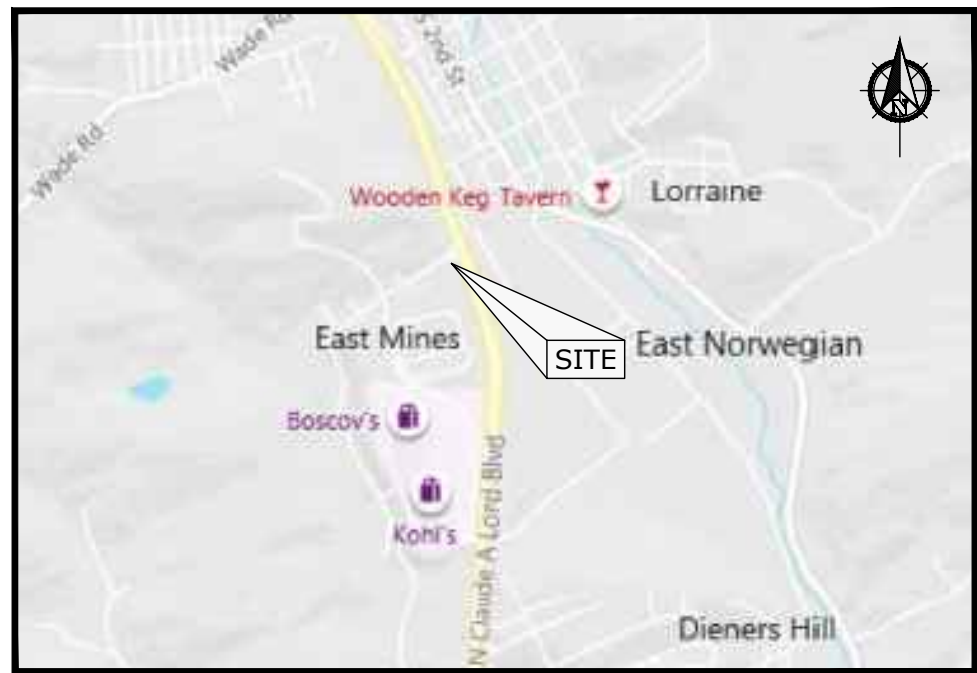 Wade Rd
S 2nd St
N
Wade Rd
Wooden Keg Tavern
Lorraine
East Mines
SITE
East Norwegian
Boscov's
Kohl's
N Claude A Lord Blvd
Dieners Hill